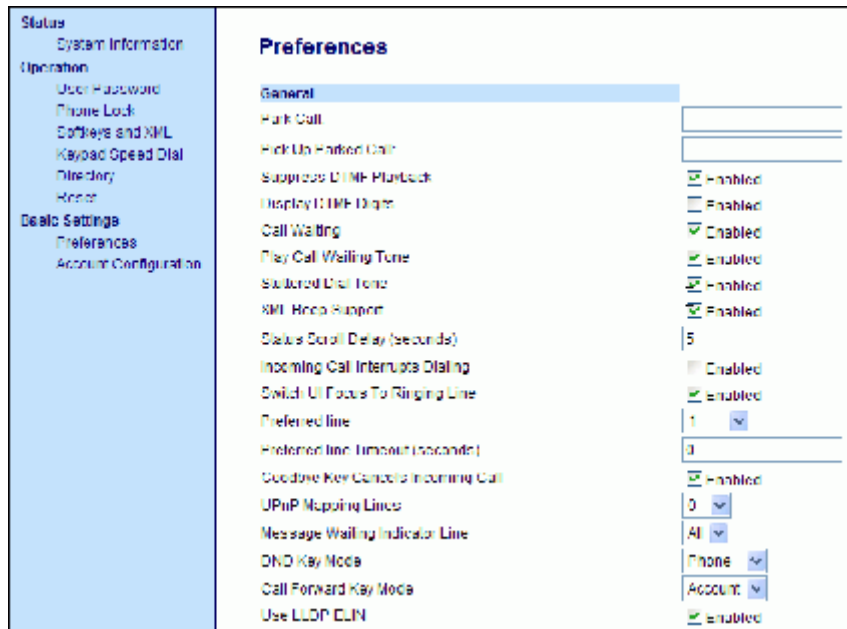 Status
System Information
Operation
User Password
Phone Lock
Softkeys and XML
Keypad Speed Dial
Directory
Reset
Basic Settings
Preferences
Account Configuration
Preferences
General
Park Call:
Pick Up Parked Call:
Suppress DTMF Playback
Enabled
Display DTMF Digits
Enabled
Call Waiting
Enabled
Play Call Waiting Tone
Enabled
Stuttered Dial Tone
Enabled
XML Beep Support
Enabled
Status Scroll Delay (seconds)
5
Incoming Call Interrupts Dialing
Enabled
Switch UI Focus To Ringing Line
Enabled
Preferred line
1
Preferred line Timeout (seconds)
0
Goodbye Key Cancels Incoming Call
Enabled
UPnP Mapping Lines
0
Message Waiting Indicator Line
All
DND Key Mode
Phone
Call Forward Key Mode
Account
Use LLDP ELIN
Enabled